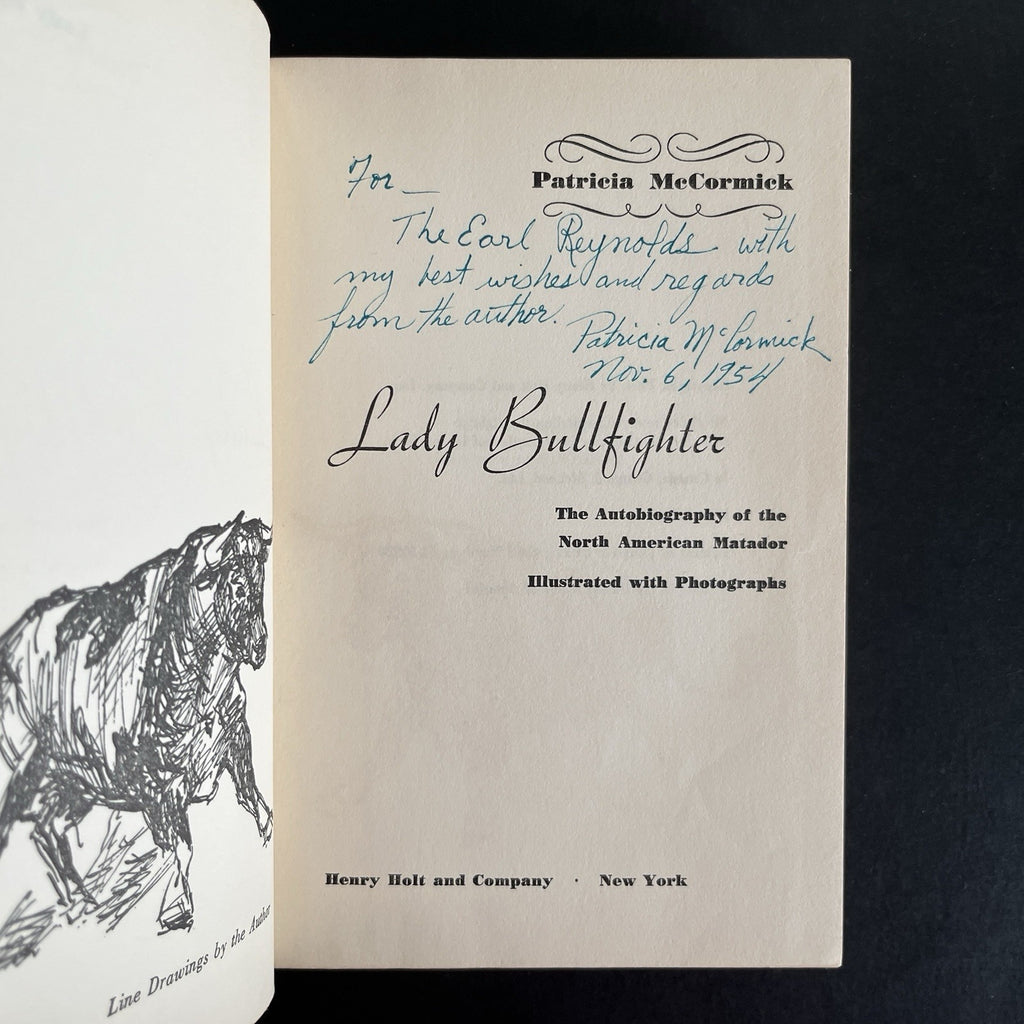 Patricia McCormick
For —
The Earl Reynolds with
my best wishes and regards
from the author.
Patricia McCormick
Nov. 6, 1954
Lady Bullfighter
The Autobiography of the
North American Matador
Illustrated with Photographs
Henry Holt and Company · New York
Line Drawings by the Author